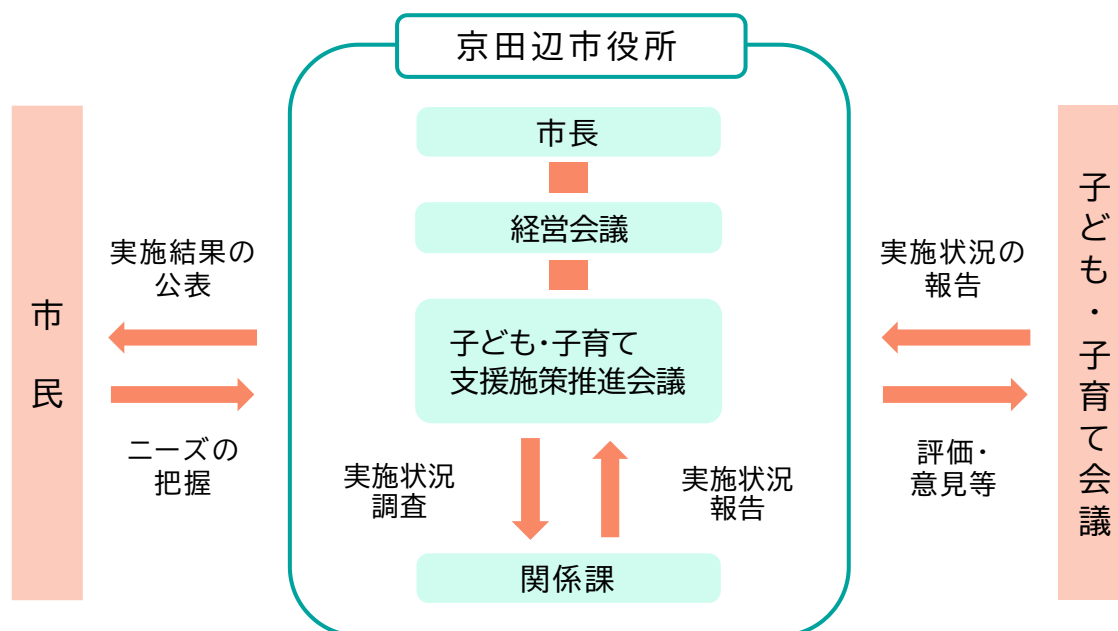 京田辺市役所
市長
経営会議
子ども・子育て
支援施策推進会議
実施状況
調査
実施状況
報告
関係課
市民
実施結果の
公表
ニーズの
把握
実施状況の
報告
評価・
意見等
子ども・子育て会議